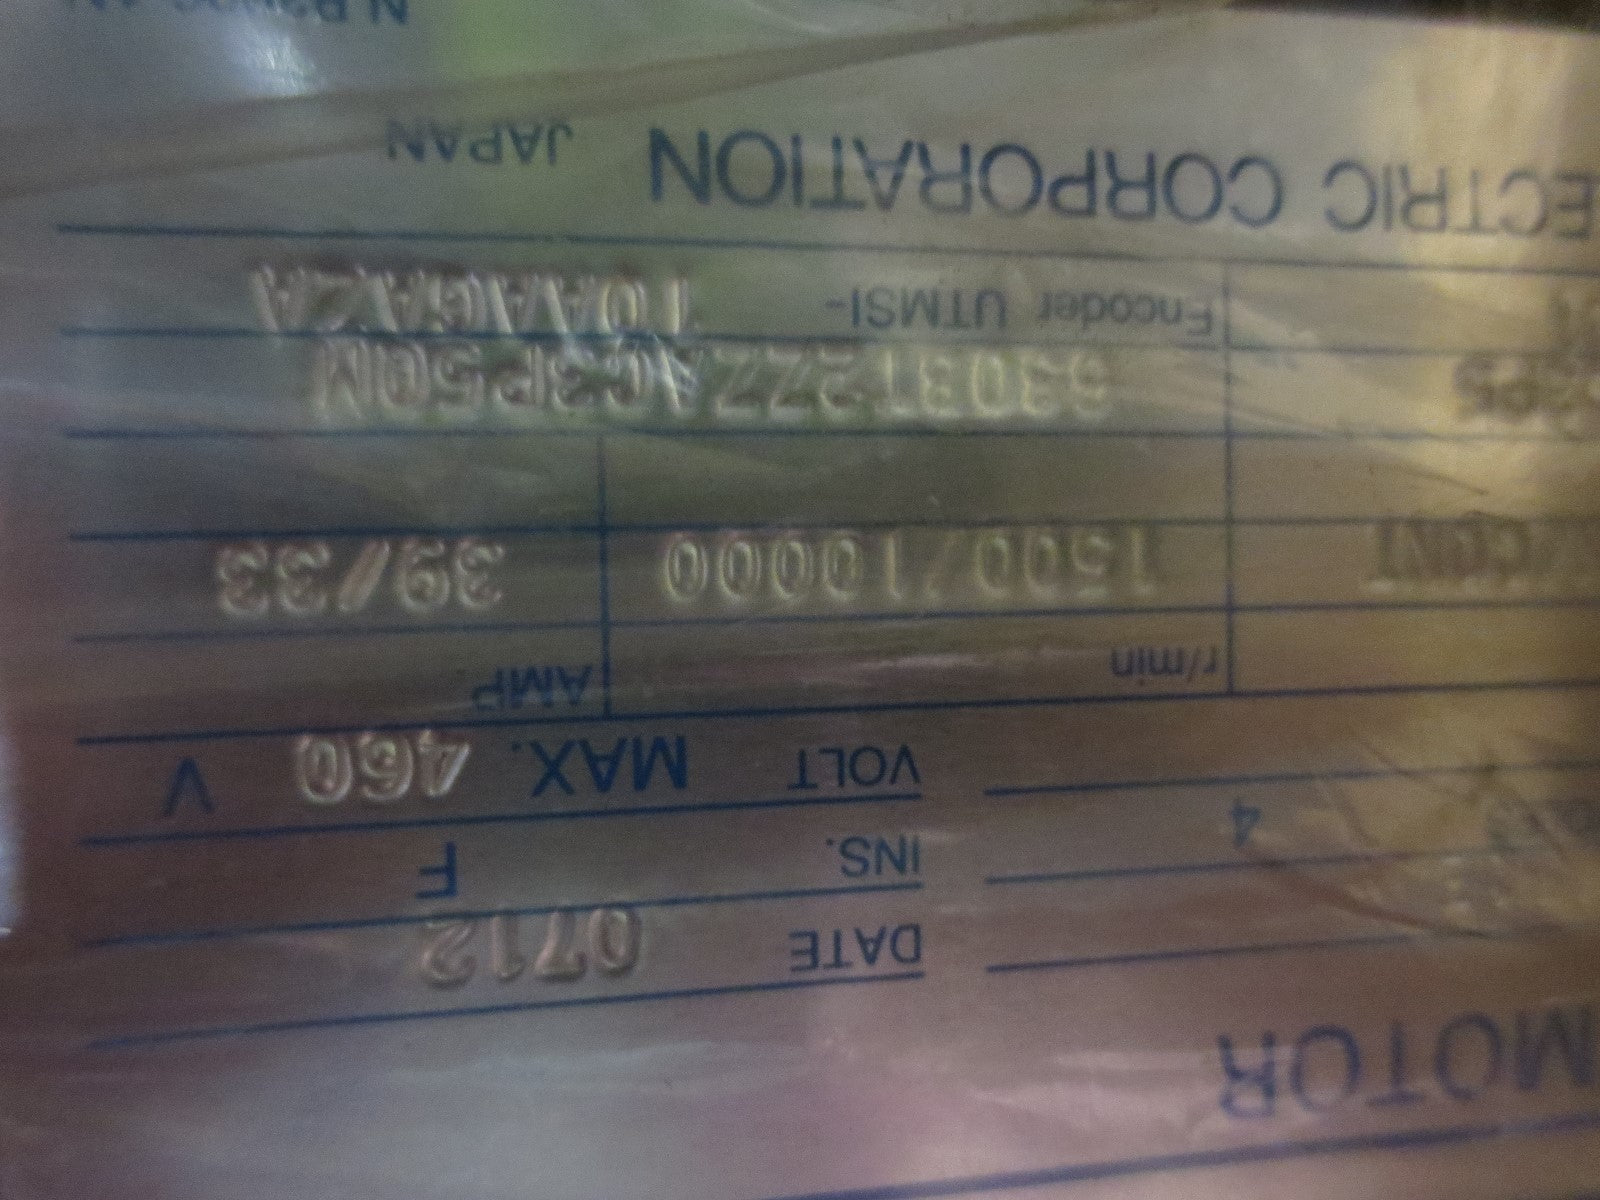 MOTOR
DATE 0712
4 INS. F
VOLT MAX. 460 V
r/min AMP
CONT 1500/10000 39/33
Encoder UTMSI- 10AAGAZA
ECTRIC CORPORATION JAPAN